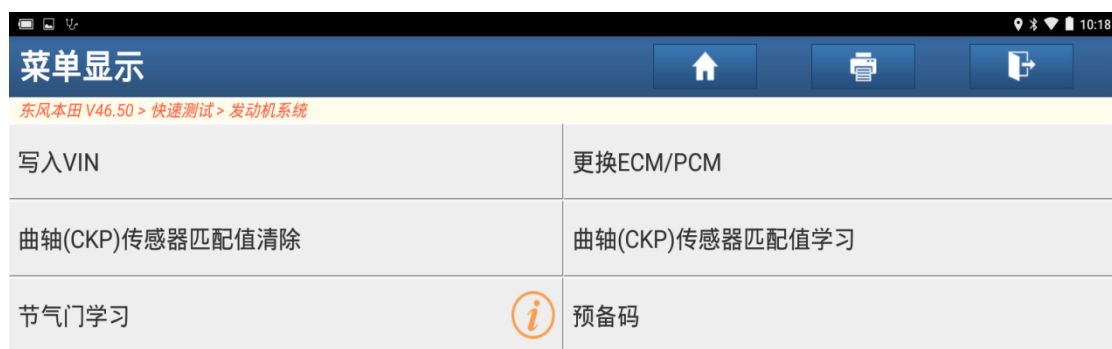 10:18
菜单显示
东风本田 V46.50 > 快速测试 > 发动机系统
写入VIN
更换ECM/PCM
曲轴(CKP)传感器匹配值清除
曲轴(CKP)传感器匹配值学习
节气门学习
i
预备码